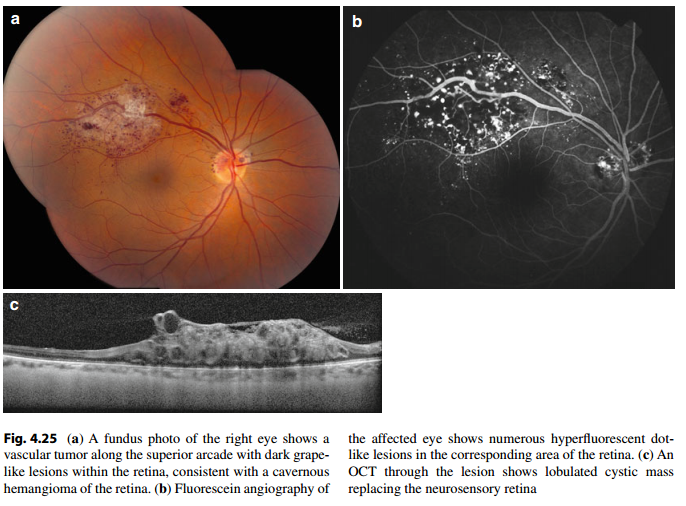 a
b
c
Fig. 4.25 (a) A fundus photo of the right eye shows a
vascular tumor along the superior arcade with dark grape-
like lesions within the retina, consistent with a cavernous
hemangioma of the retina. (b) Fluorescein angiography of
the affected eye shows numerous hyperfluorescent dot-
like lesions in the corresponding area of the retina. (c) An
OCT through the lesion shows lobulated cystic mass
replacing the neurosensory retina